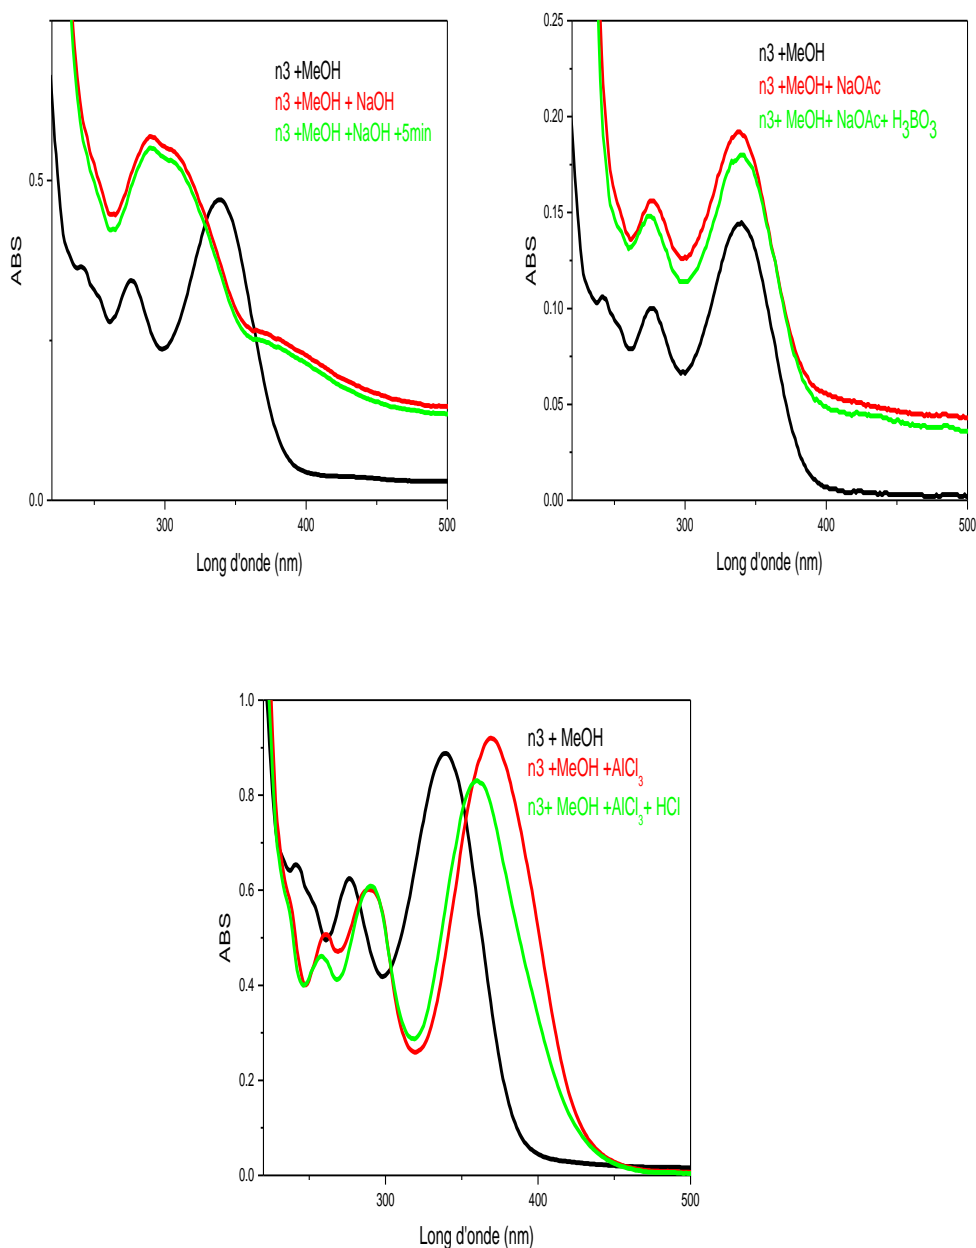 n3 +MeOH
n3 +MeOH + NaOH
n3 +MeOH +NaOH +5min
ABS
0.5
0.0
300
400
500
Long d'onde (nm)
n3 +MeOH
n3 +MeOH+ NaOAc
n3+ MeOH+ NaOAc+ H₃BO₃
ABS
0.25
0.20
0.15
0.10
0.05
0.00
300
400
500
Long d'onde (nm)
n3 + MeOH
n3 +MeOH +AlCl₃
n3+ MeOH +AlCl₃+ HCl
ABS
1.0
0.8
0.6
0.4
0.2
0.0
300
400
500
Long d'onde (nm)